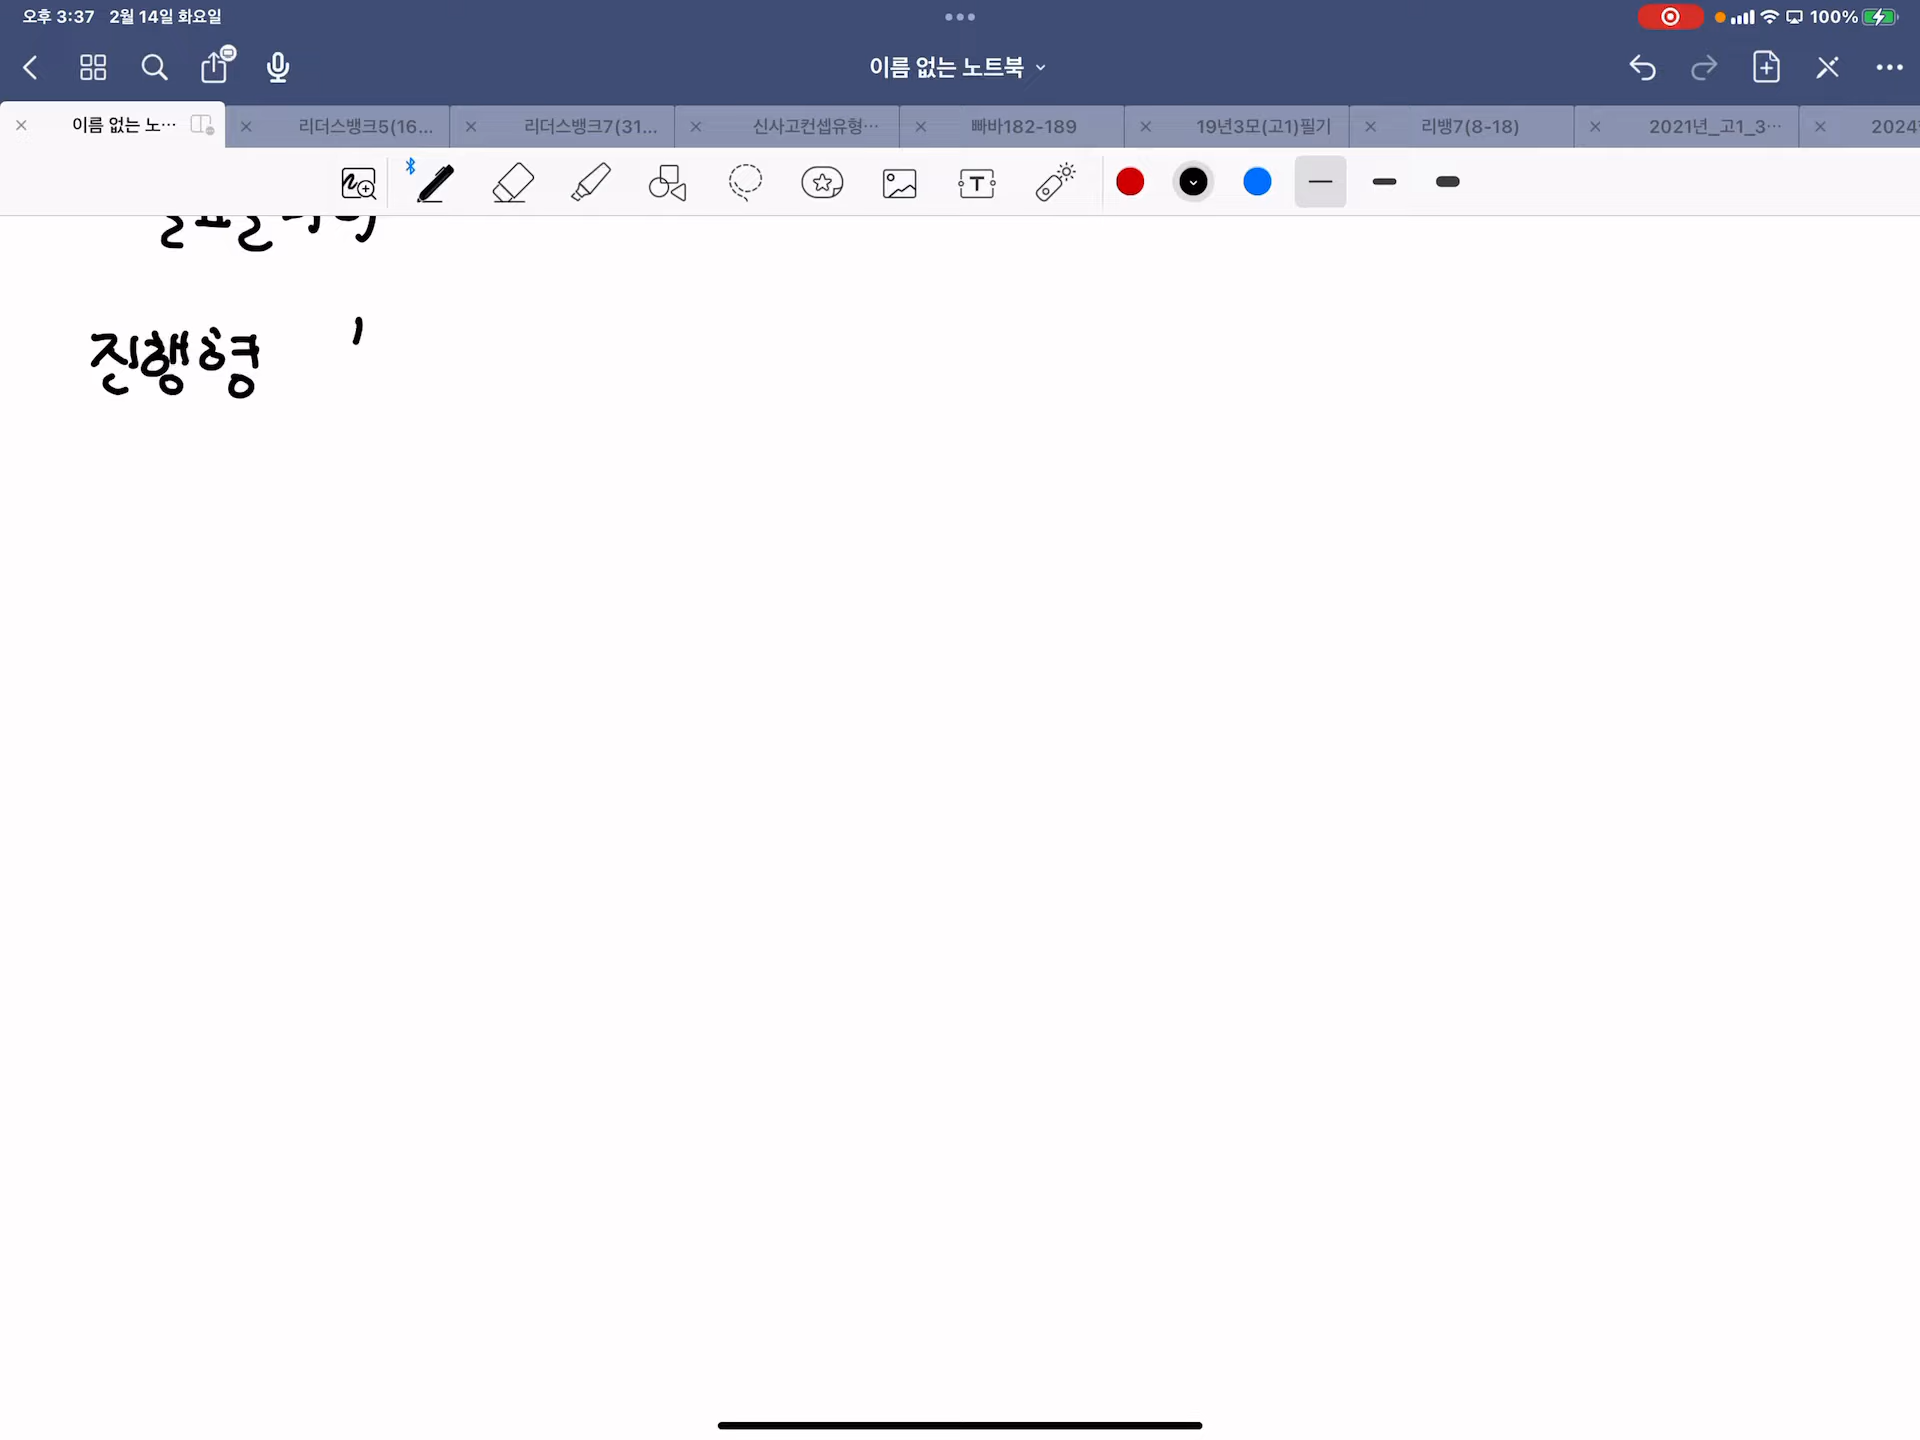 오후 3:37 2월 14일 화요일
100%
이름 없는 노트북
이름 없는 노… 리더스뱅크5(16… 리더스뱅크7(31… 신사고컨셉유형… 빠바182-189 19년3모(고1)필기 리뱅7(8-18) 2021년_고1_3… 2024
T
진행형